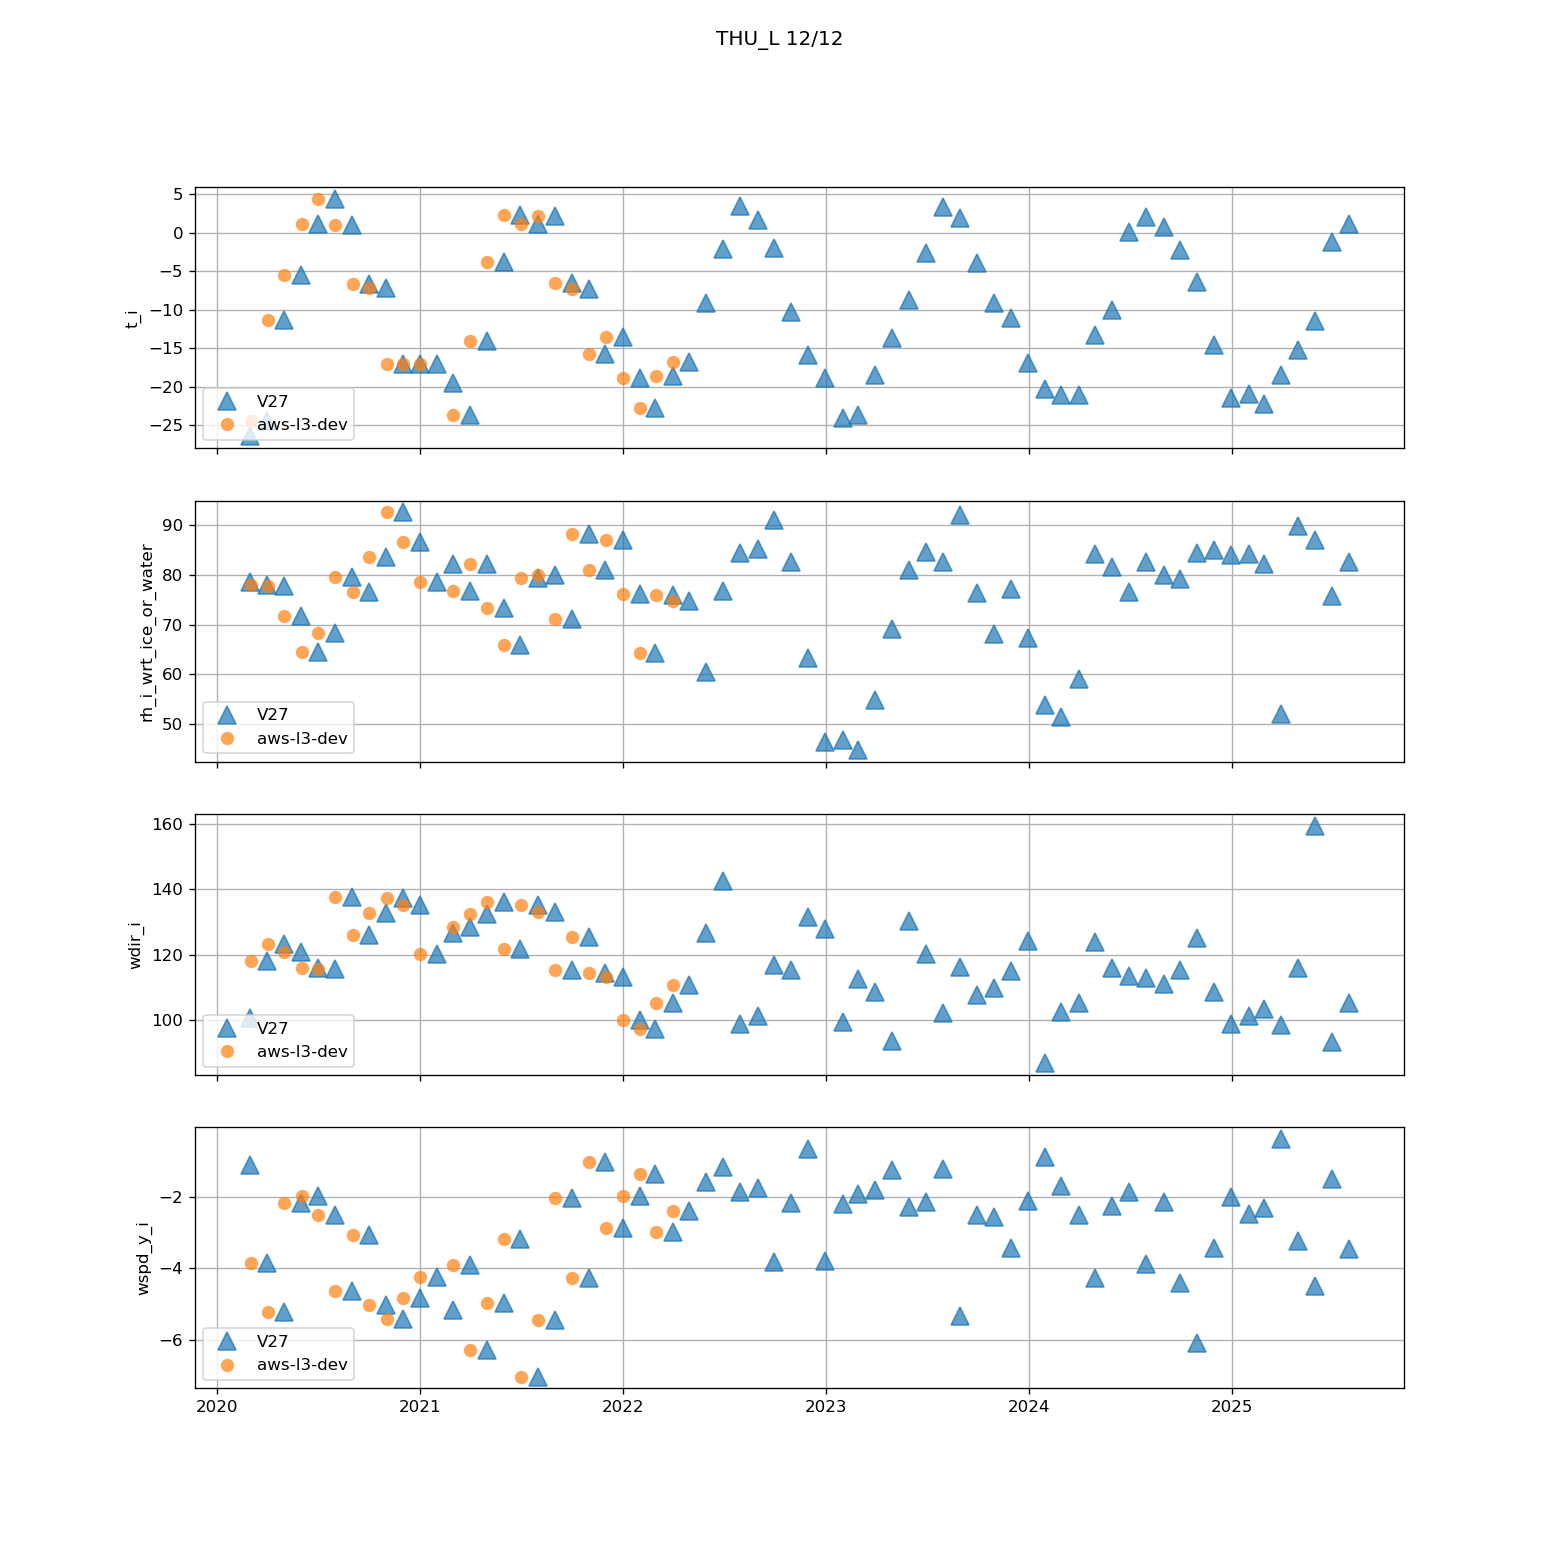 THU_L 12/12
5
0
−5
−10
−15
−20
−25
t_i
V27
aws-l3-dev
90
80
70
60
50
rh_i_wrt_ice_or_water
V27
aws-l3-dev
160
140
120
100
wdir_i
V27
aws-l3-dev
−2
−4
−6
wspd_y_i
V27
aws-l3-dev
2020 2021 2022 2023 2024 2025